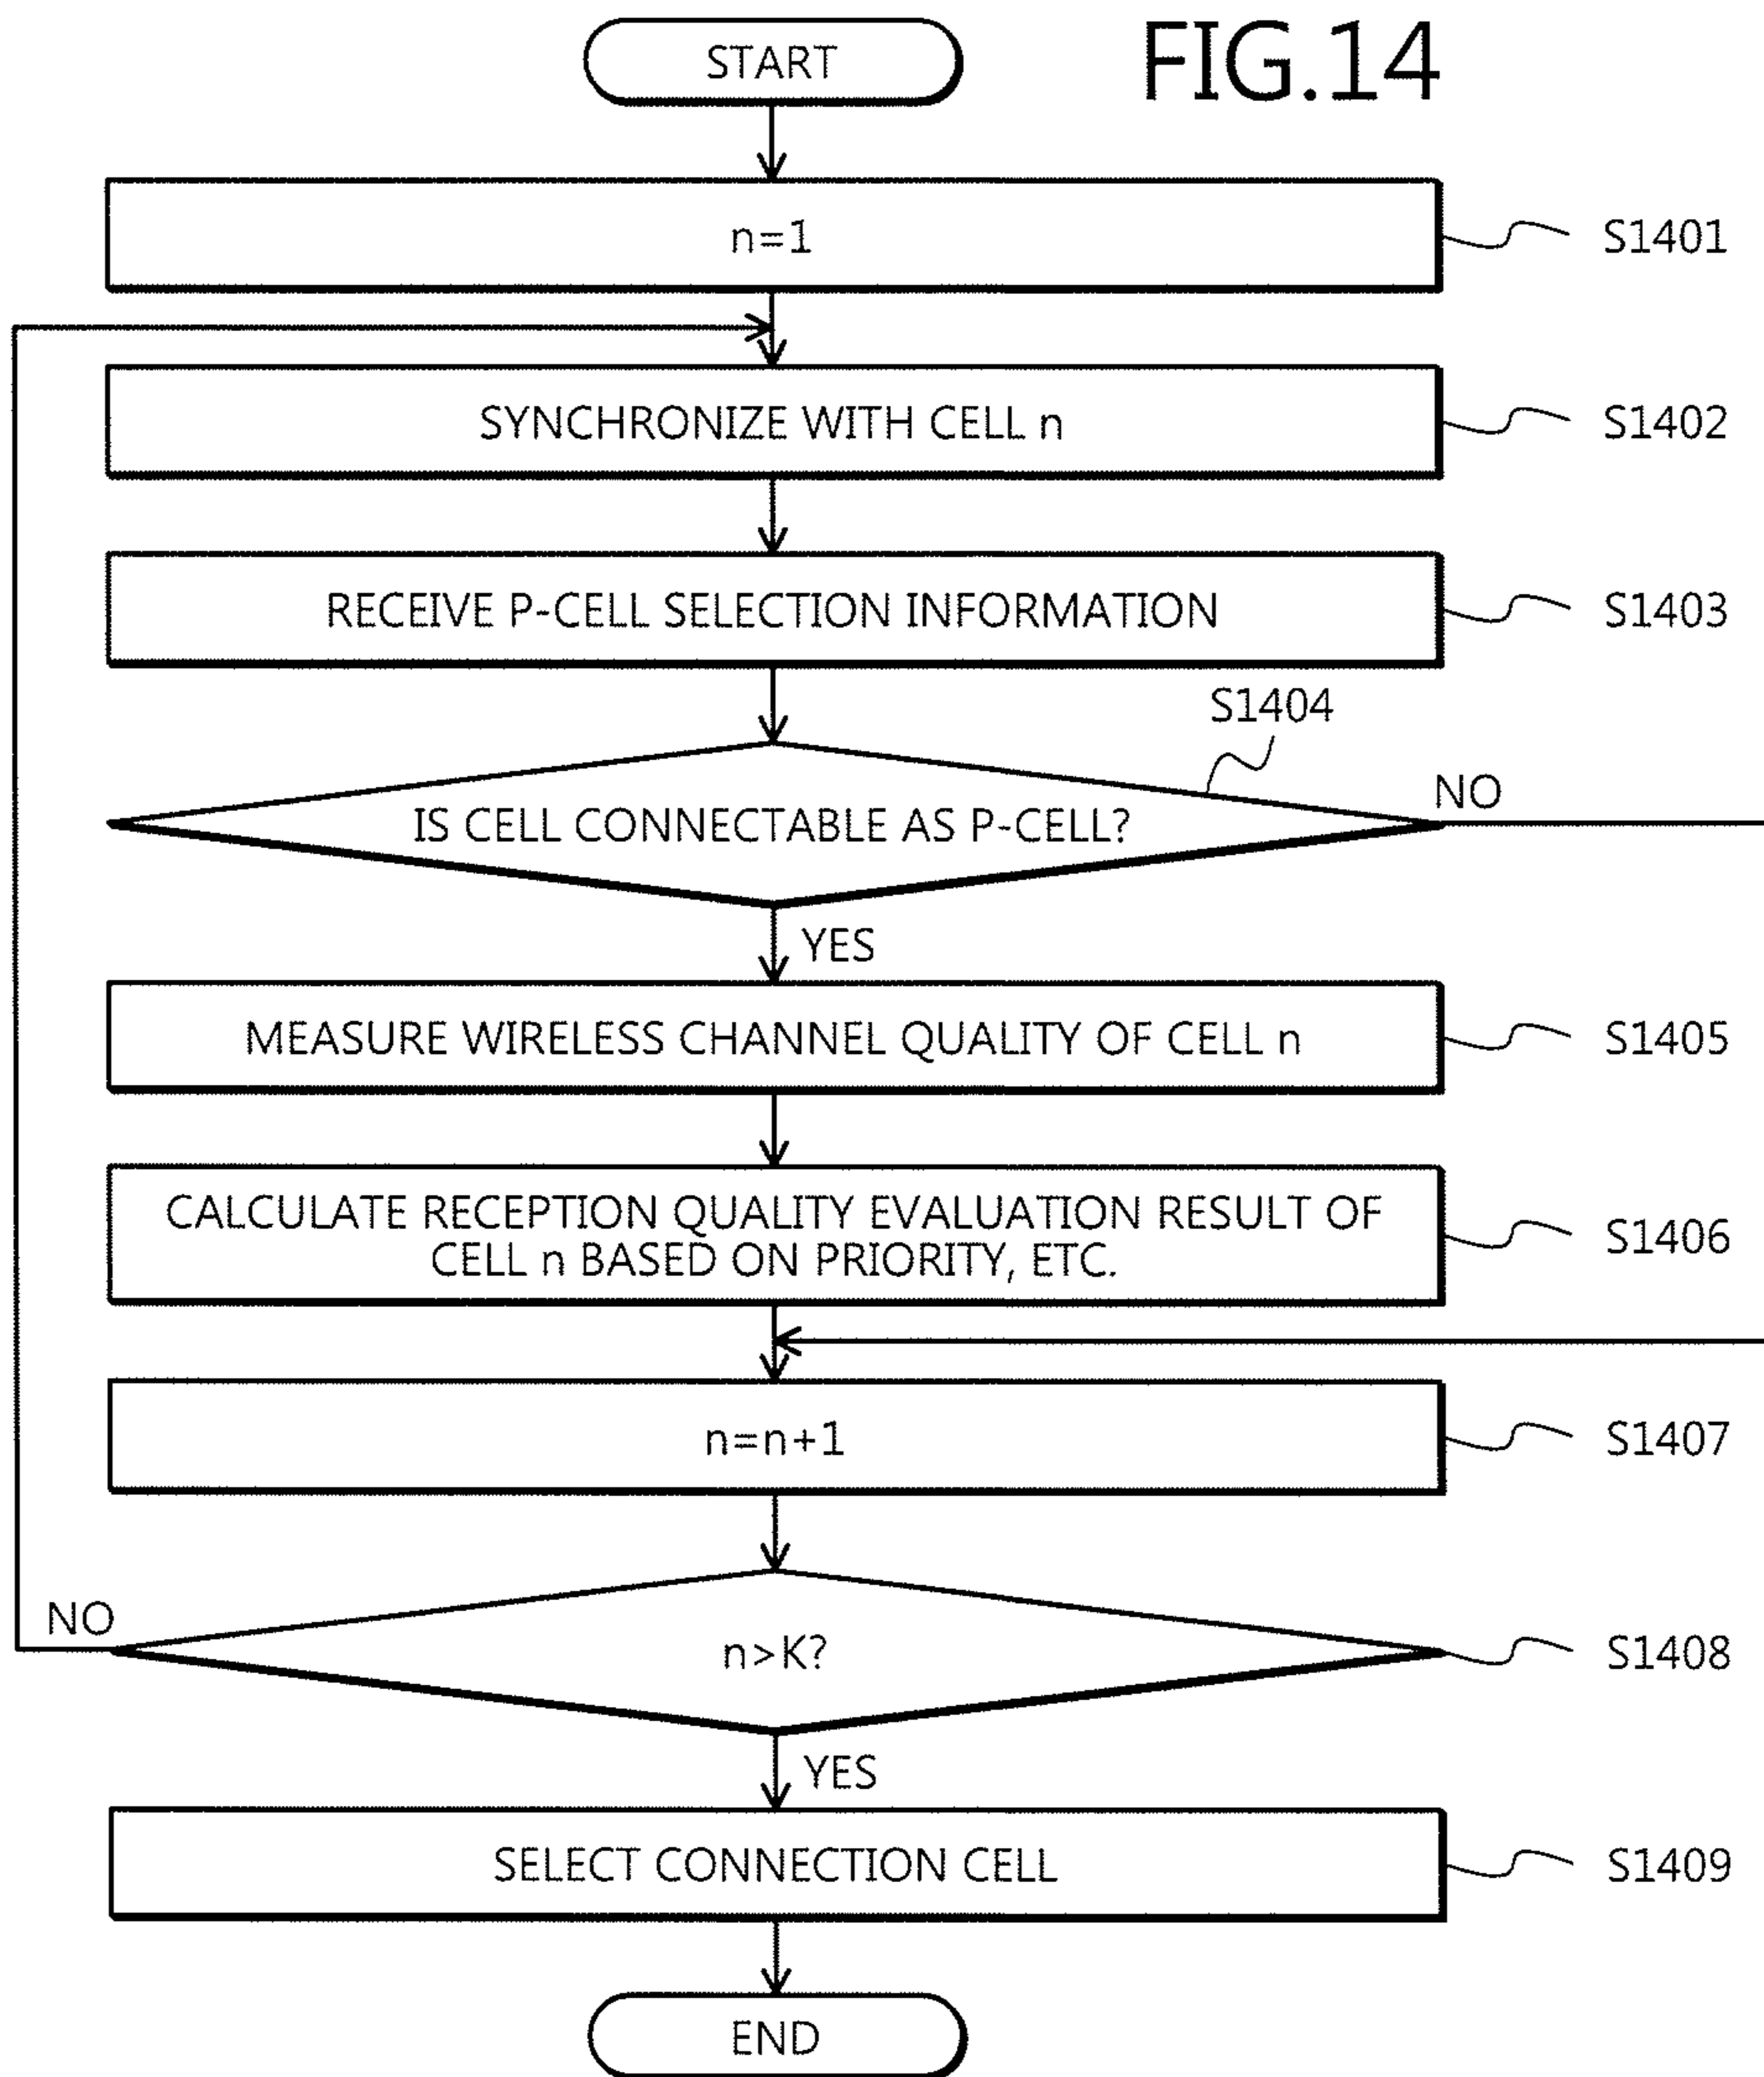 FIG.14
START
n=1
S1401
SYNCHRONIZE WITH CELL n
S1402
RECEIVE P-CELL SELECTION INFORMATION
S1403
S1404
IS CELL CONNECTABLE AS P-CELL?
NO
YES
MEASURE WIRELESS CHANNEL QUALITY OF CELL n
S1405
CALCULATE RECEPTION QUALITY EVALUATION RESULT OF
CELL n BASED ON PRIORITY, ETC.
S1406
n=n+1
S1407
NO
n>K?
S1408
YES
SELECT CONNECTION CELL
S1409
END